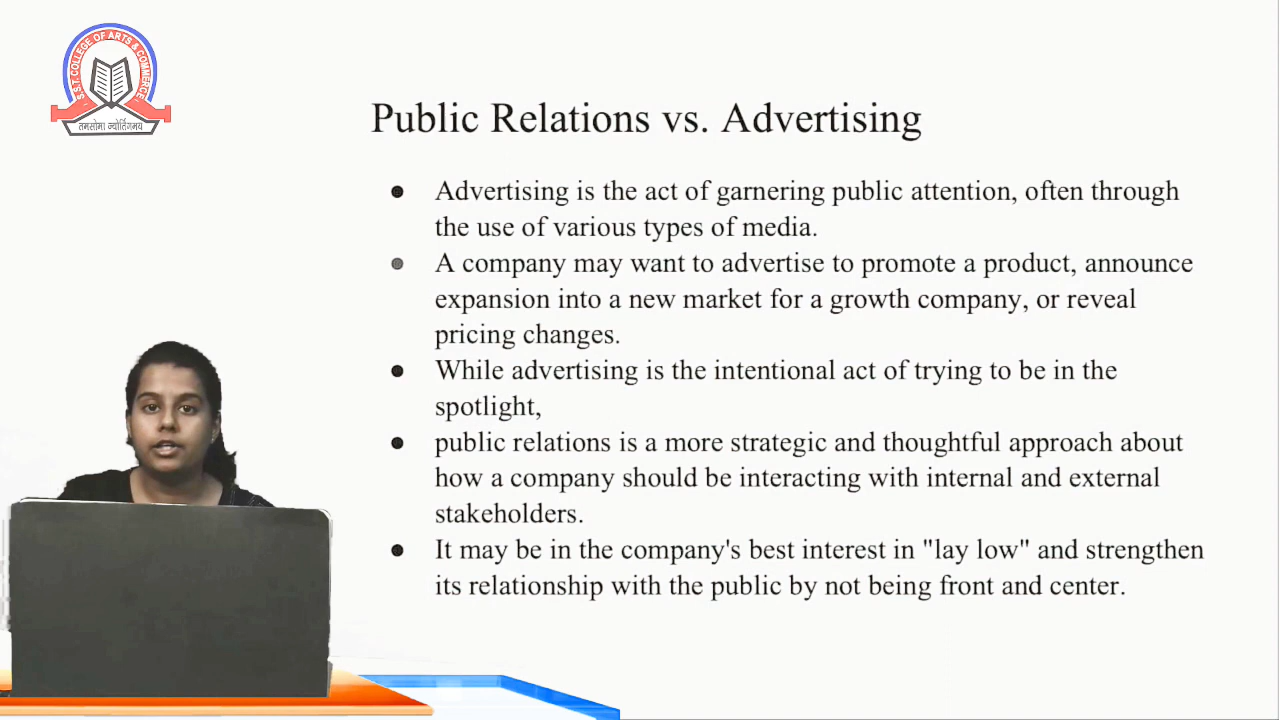 S.S.T. COLLEGE OF ARTS & COMMERCE
तमसोमा ज्योतिर्गमय
Public Relations vs. Advertising
● Advertising is the act of garnering public attention, often through
the use of various types of media.
● A company may want to advertise to promote a product, announce
expansion into a new market for a growth company, or reveal
pricing changes.
● While advertising is the intentional act of trying to be in the
spotlight,
● public relations is a more strategic and thoughtful approach about
how a company should be interacting with internal and external
stakeholders.
● It may be in the company's best interest in "lay low" and strengthen
its relationship with the public by not being front and center.